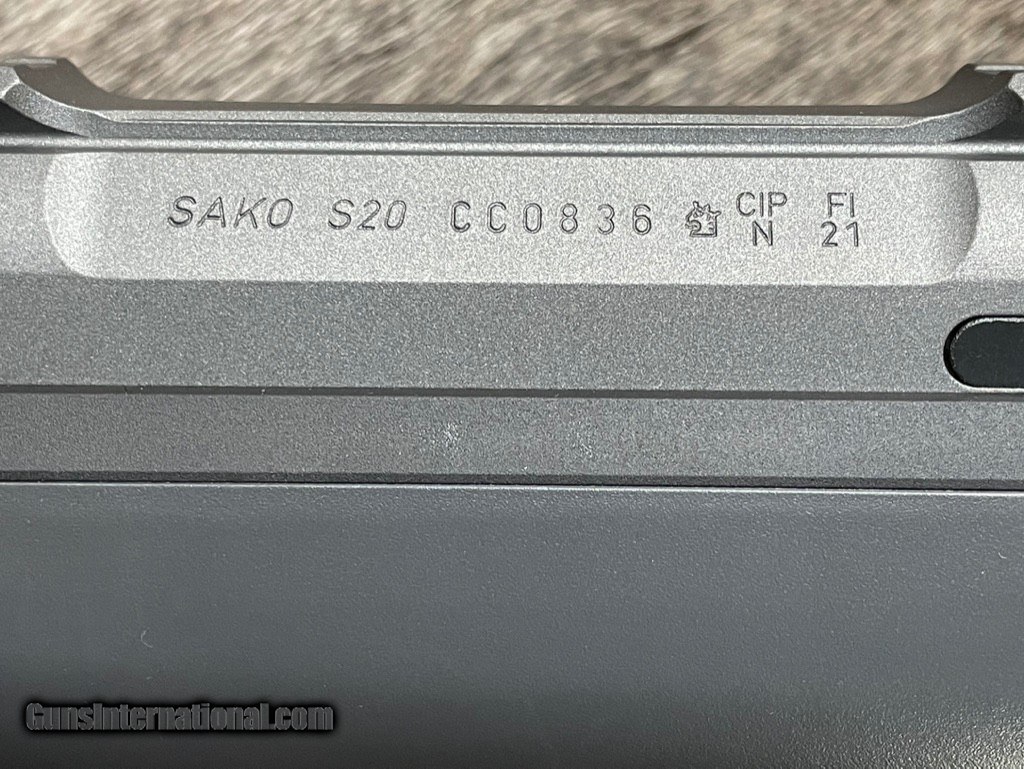 SAKO S20 CC0836 CIP FI
N 21
GunsInternational.com